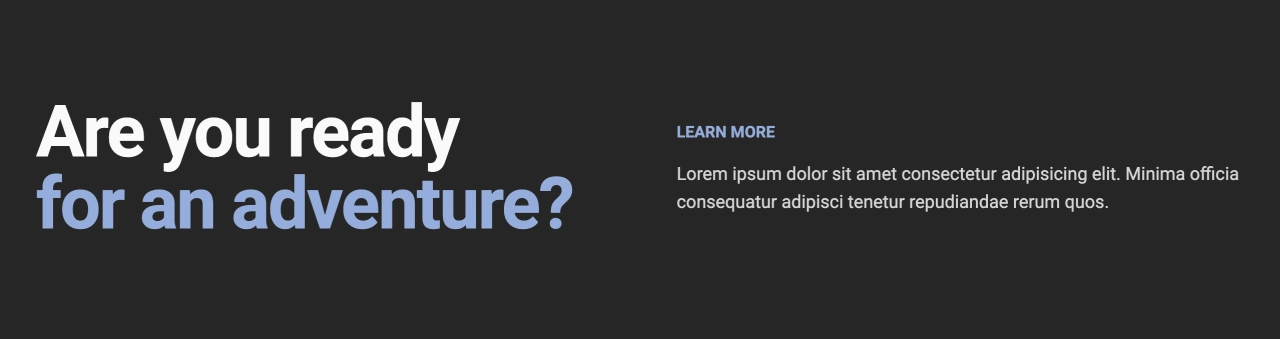 Are you ready
for an adventure?
LEARN MORE
Lorem ipsum dolor sit amet consectetur adipisicing elit. Minima officia
consequatur adipisci tenetur repudiandae rerum quos.